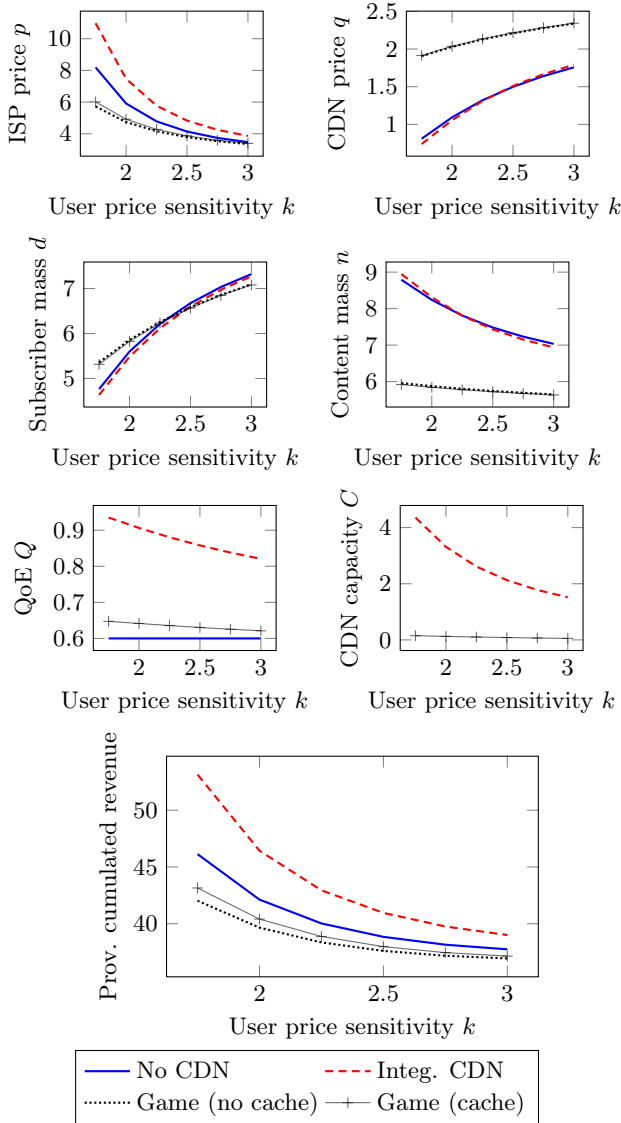 10
8
6
4
2
2.5
3
ISP price p
User price sensitivity k
2.5
2
1.5
1
2
2.5
3
CDN price q
User price sensitivity k
7
6
5
2
2.5
3
Subscriber mass d
User price sensitivity k
9
8
7
6
2
2.5
3
Content mass n
User price sensitivity k
0.9
0.8
0.7
0.6
2
2.5
3
QoE Q
User price sensitivity k
4
2
0
2
2.5
3
CDN capacity C
User price sensitivity k
50
45
40
2
2.5
3
Prov. cumulated revenue
User price sensitivity k
No CDN
Integ. CDN
Game (no cache)
Game (cache)